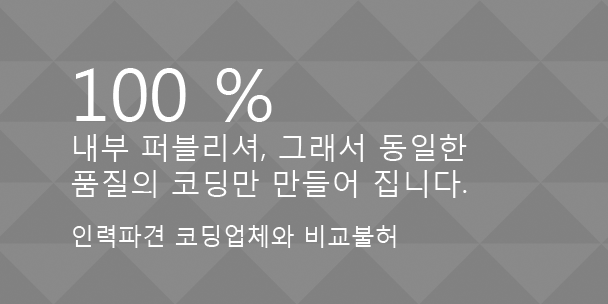 100 %
내부 퍼블리셔, 그래서 동일한
품질의 코딩만 만들어 집니다.
인력파견 코딩업체와 비교불허